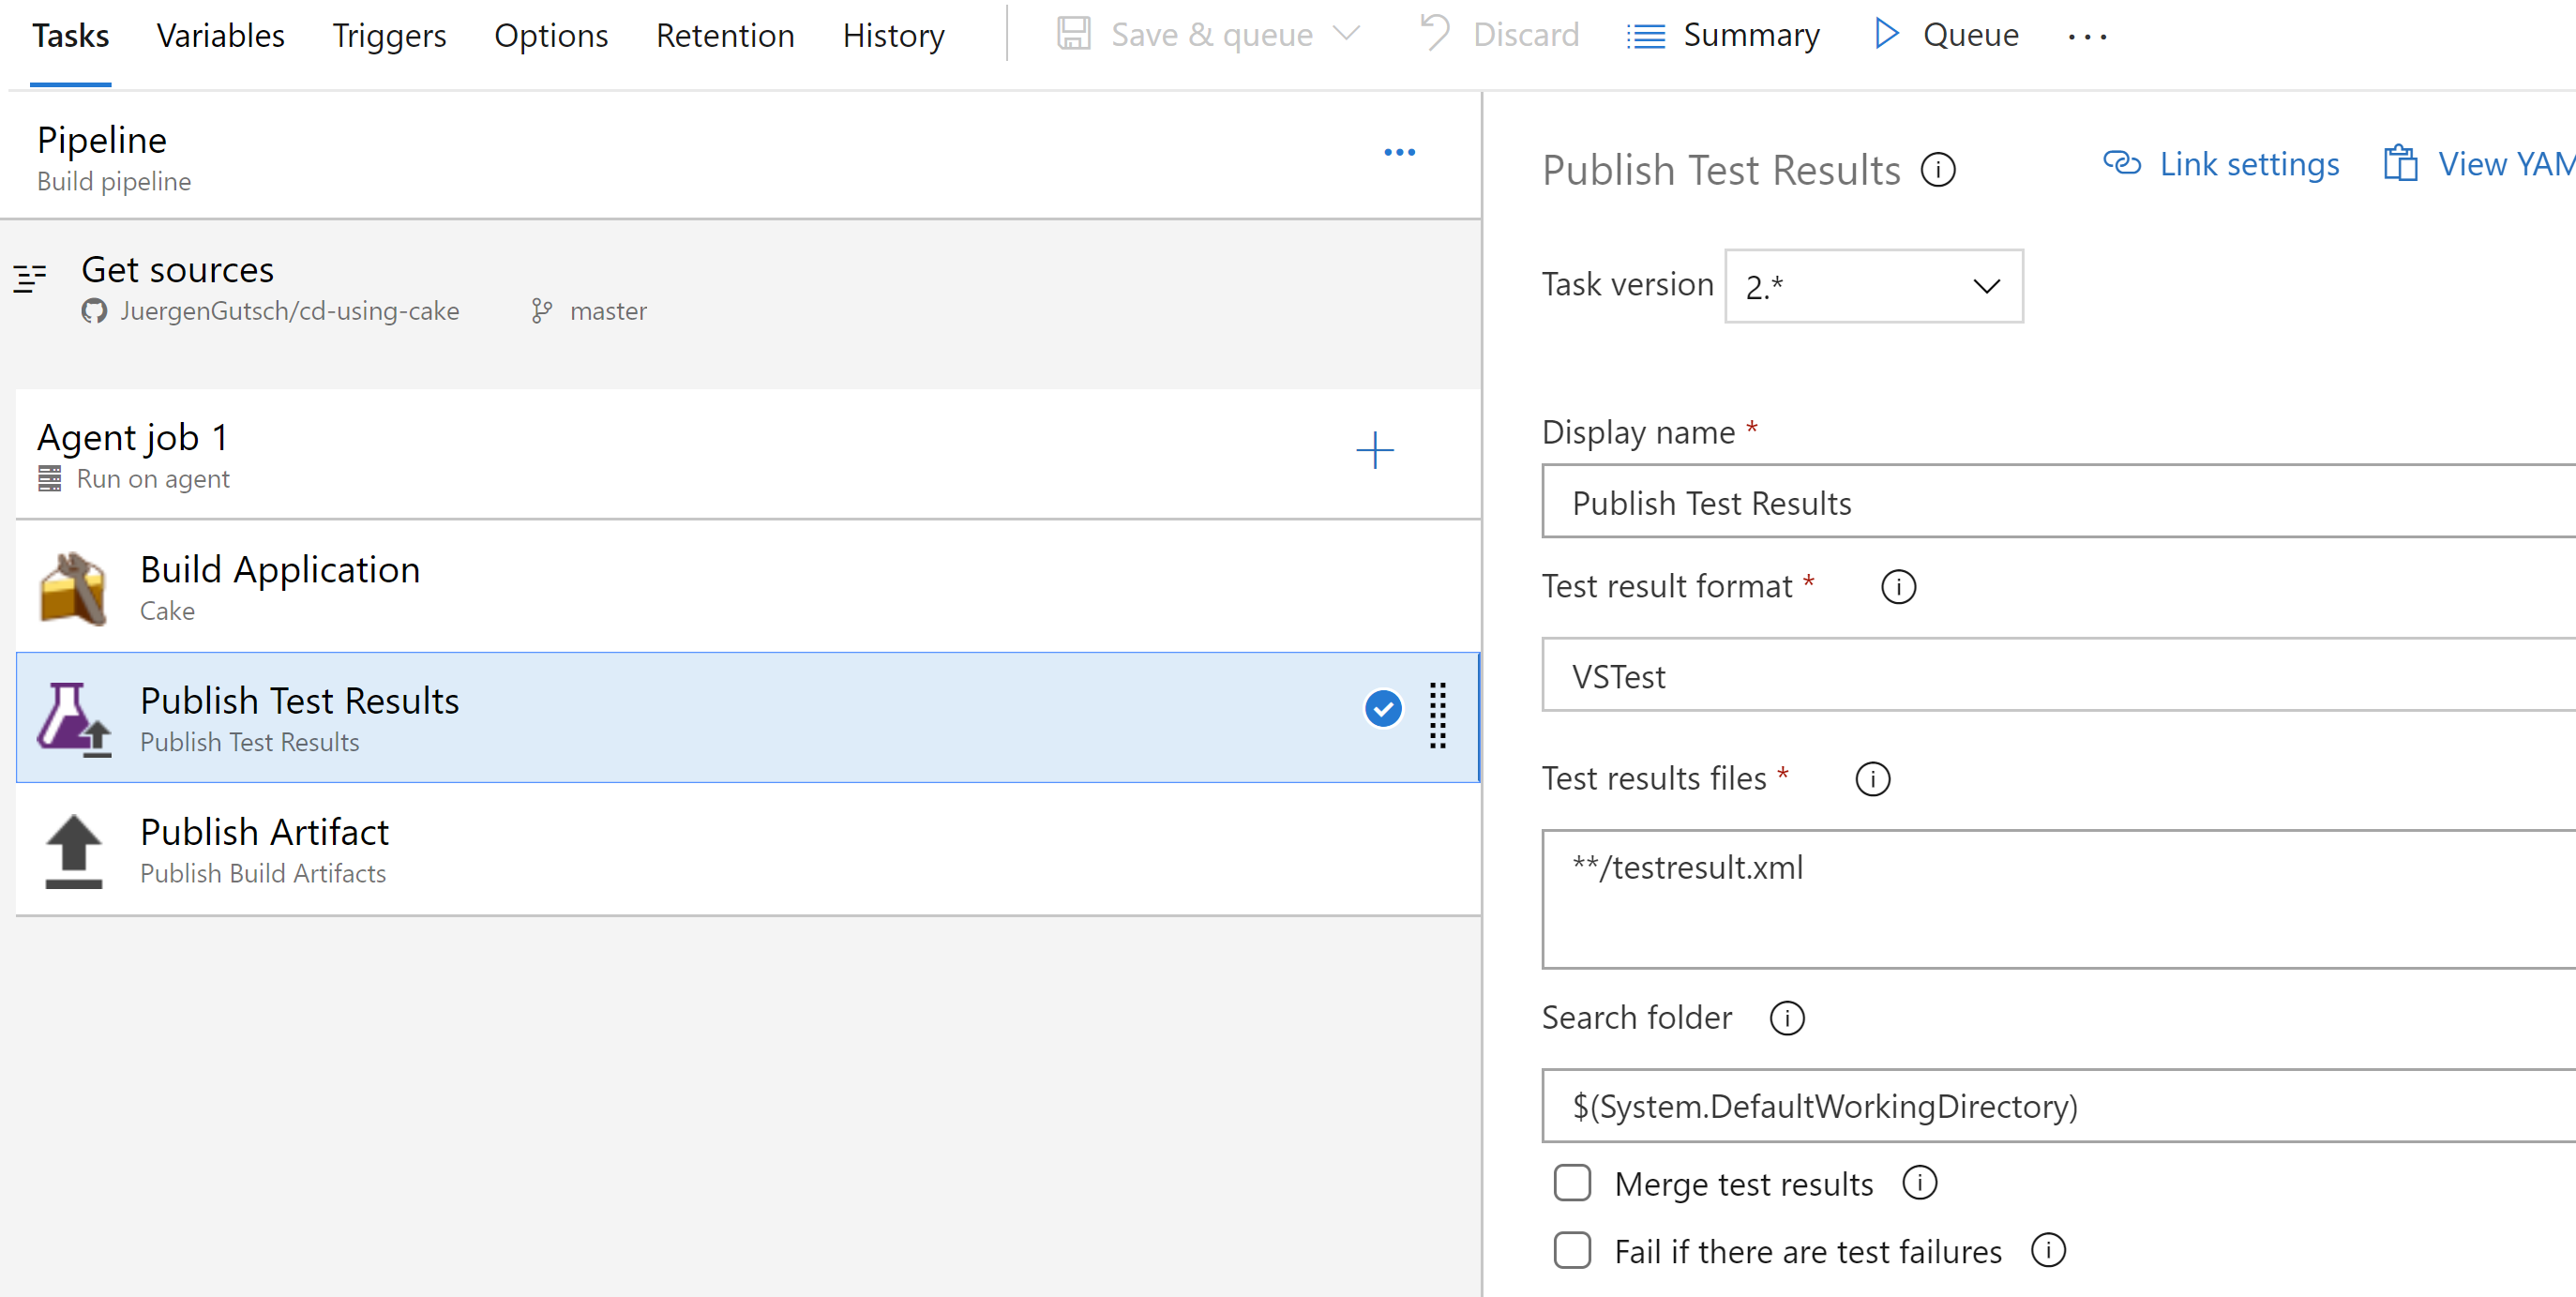 Tasks Variables Triggers Options Retention History Save & queue Discard Summary Queue ...
Pipeline
Build pipeline
Get sources
JuergenGutsch/cd-using-cake master
Agent job 1
Run on agent
Build Application
Cake
Publish Test Results
Publish Test Results
Publish Artifact
Publish Build Artifacts
Publish Test Results Link settings View YAM
Task version 2.*
Display name *
Publish Test Results
Test result format *
VSTest
Test results files *
**/testresult.xml
Search folder
$(System.DefaultWorkingDirectory)
Merge test results
Fail if there are test failures